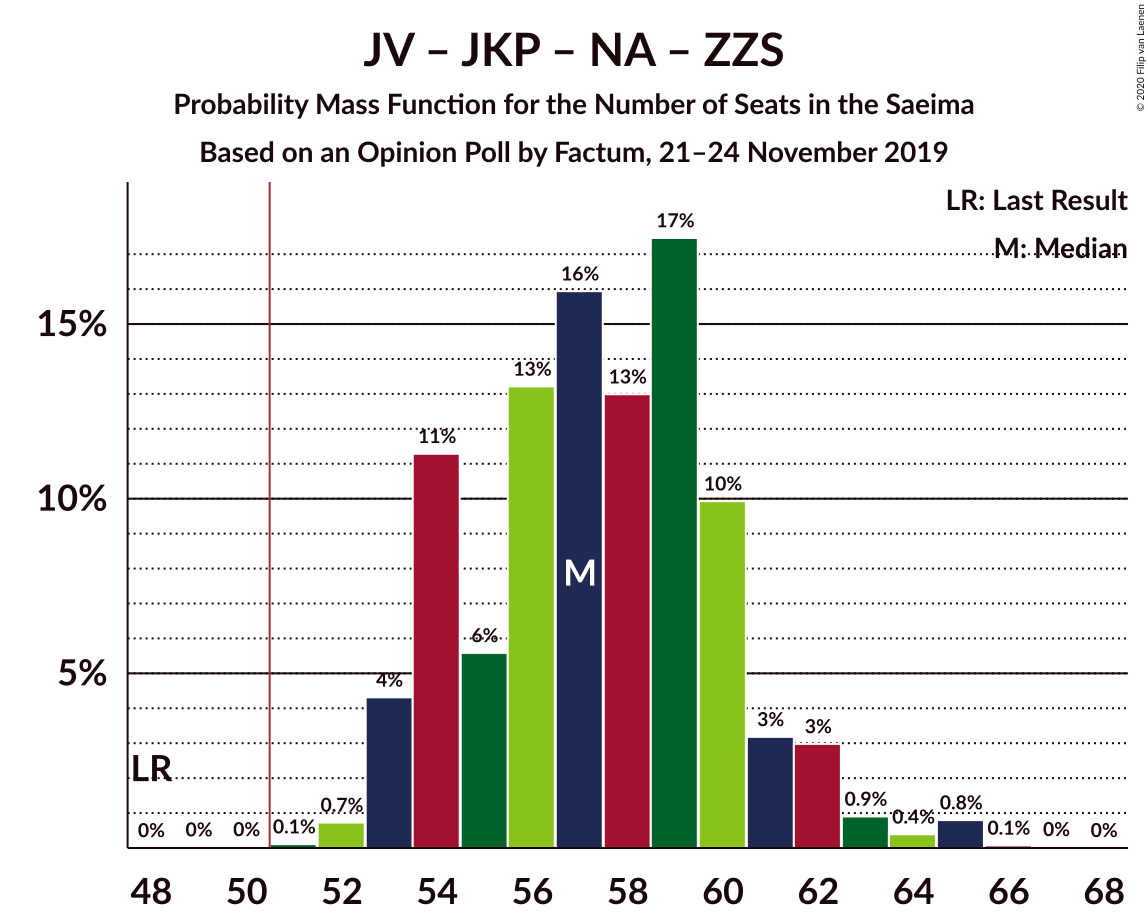 JV – JKP – NA – ZZS
Probability Mass Function for the Number of Seats in the Saeima
Based on an Opinion Poll by Factum, 21–24 November 2019
© 2020 Filip van Laenen
LR: Last Result
M: Median
17%
16%
15%
13%
13%
11%
10%
10%
M
6%
5%
4%
3%
3%
LR
0%
0%
0%
0.1%
0.7%
0.9%
0.4%
0.8%
0.1%
0%
0%
48 50 52 54 56 58 60 62 64 66 68